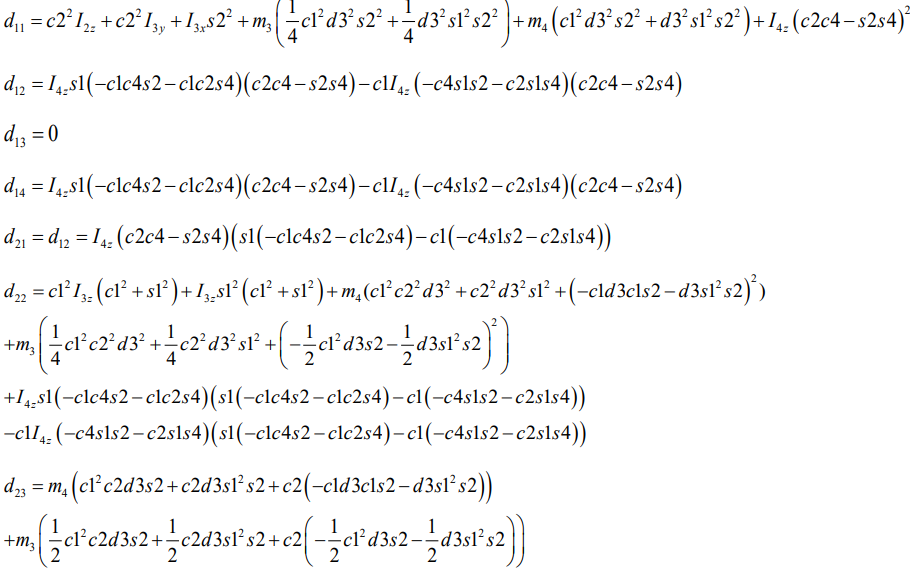 d₁₁ = c2² I₂z + c2² I₃y + I₃x s2² + m₃(1/4 c1² d3² s2² + 1/4 d3² s1² s2²) + m₄(c1² d3² s2² + d3² s1² s2²) + I₄z(c2c4 − s2s4)²
d₁₂ = I₄z s1(−c1c4s2 − c1c2s4)(c2c4 − s2s4) − c1I₄z(−c4s1s2 − c2s1s4)(c2c4 − s2s4)
d₁₃ = 0
d₁₄ = I₄z s1(−c1c4s2 − c1c2s4)(c2c4 − s2s4) − c1I₄z(−c4s1s2 − c2s1s4)(c2c4 − s2s4)
d₂₁ = d₁₂ = I₄z(c2c4 − s2s4)(s1(−c1c4s2 − c1c2s4) − c1(−c4s1s2 − c2s1s4))
d₂₂ = c1² I₃z(c1² + s1²) + I₃z s1²(c1² + s1²) + m₄(c1² c2² d3² + c2² d3² s1² + (−c1d3c1s2 − d3s1² s2)²)
+m₃(1/4 c1² c2² d3² + 1/4 c2² d3² s1² + (−1/2 c1² d3s2 − 1/2 d3s1² s2)²)
+I₄z s1(−c1c4s2 − c1c2s4)(s1(−c1c4s2 − c1c2s4) − c1(−c4s1s2 − c2s1s4))
−c1I₄z(−c4s1s2 − c2s1s4)(s1(−c1c4s2 − c1c2s4) − c1(−c4s1s2 − c2s1s4))
d₂₃ = m₄(c1² c2d3s2 + c2d3s1² s2 + c2(−c1d3c1s2 − d3s1² s2))
+m₃(1/2 c1² c2d3s2 + 1/2 c2d3s1² s2 + c2(−1/2 c1² d3s2 − 1/2 d3s1² s2))